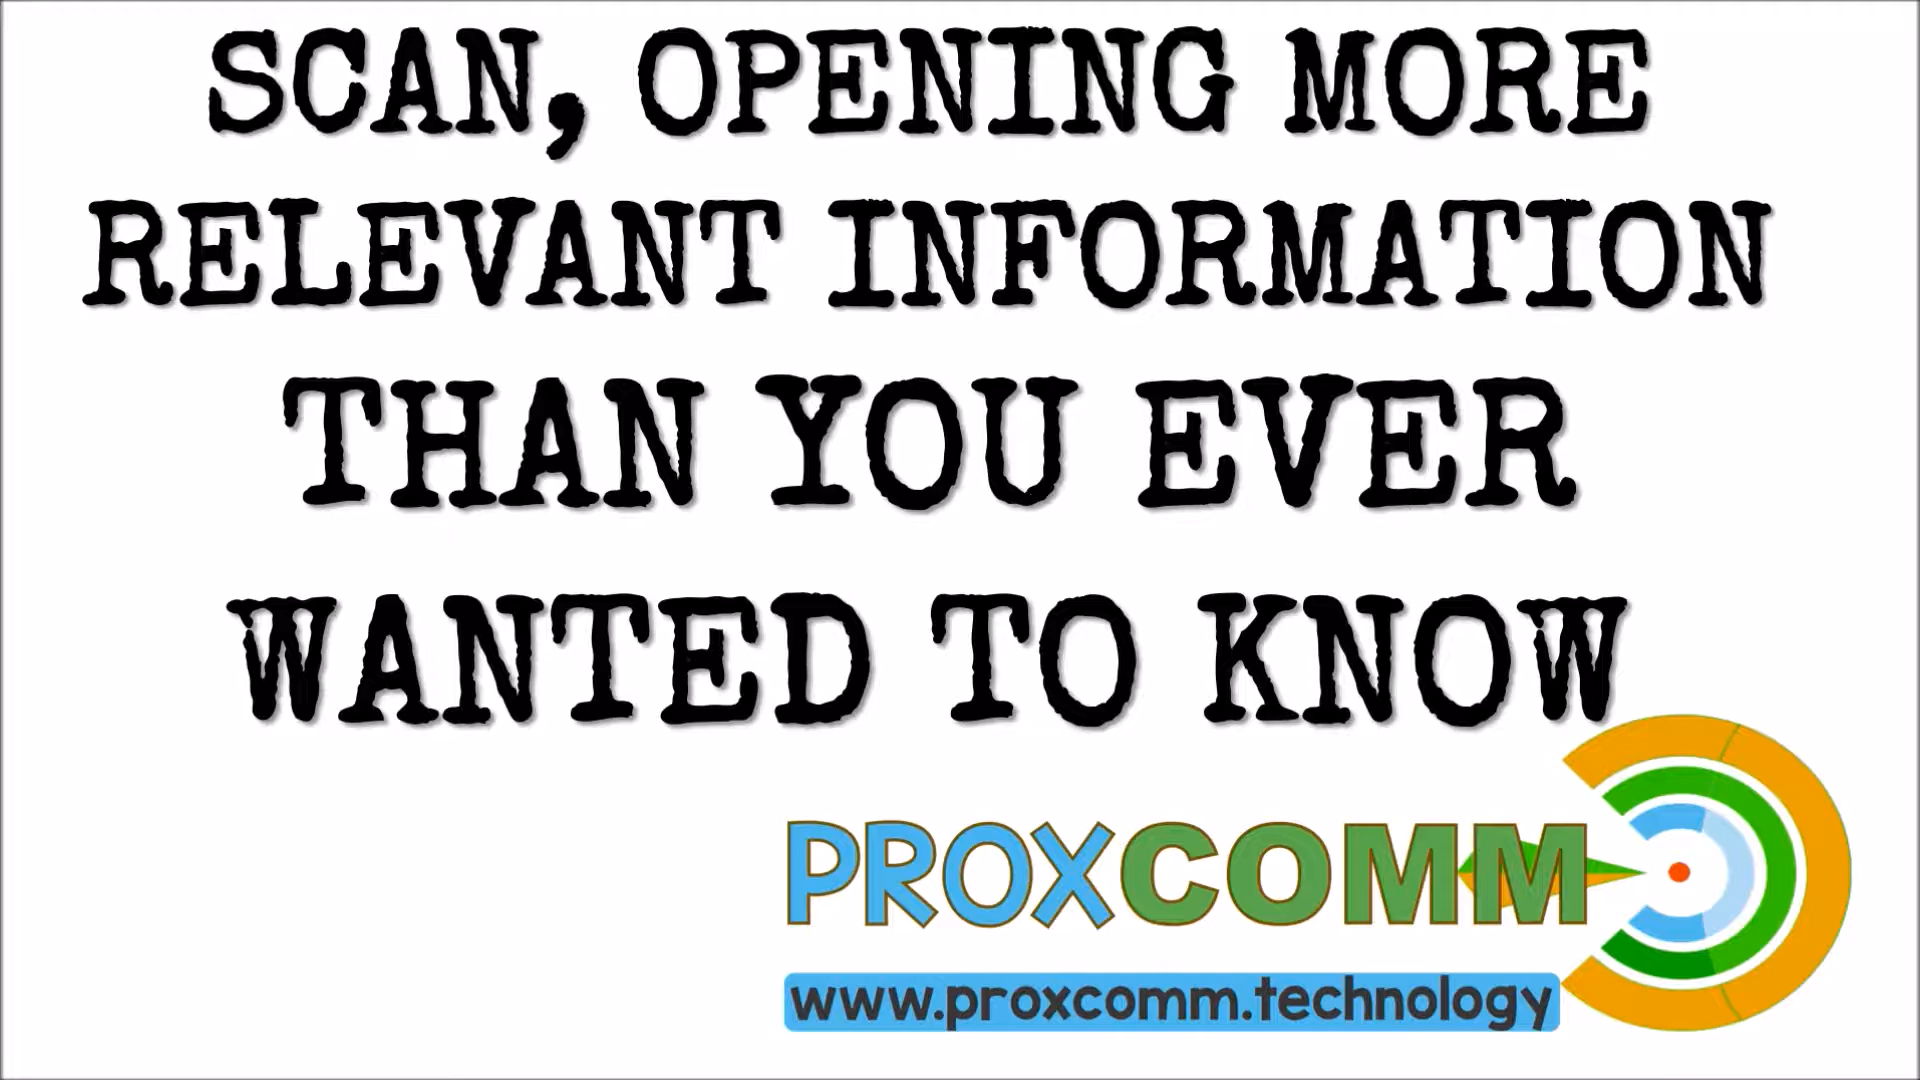 SCAN, OPENING MORE
RELEVANT INFORMATION
THAN YOU EVER
WANTED TO KNOW
PROXCOMM
www.proxcomm.technology